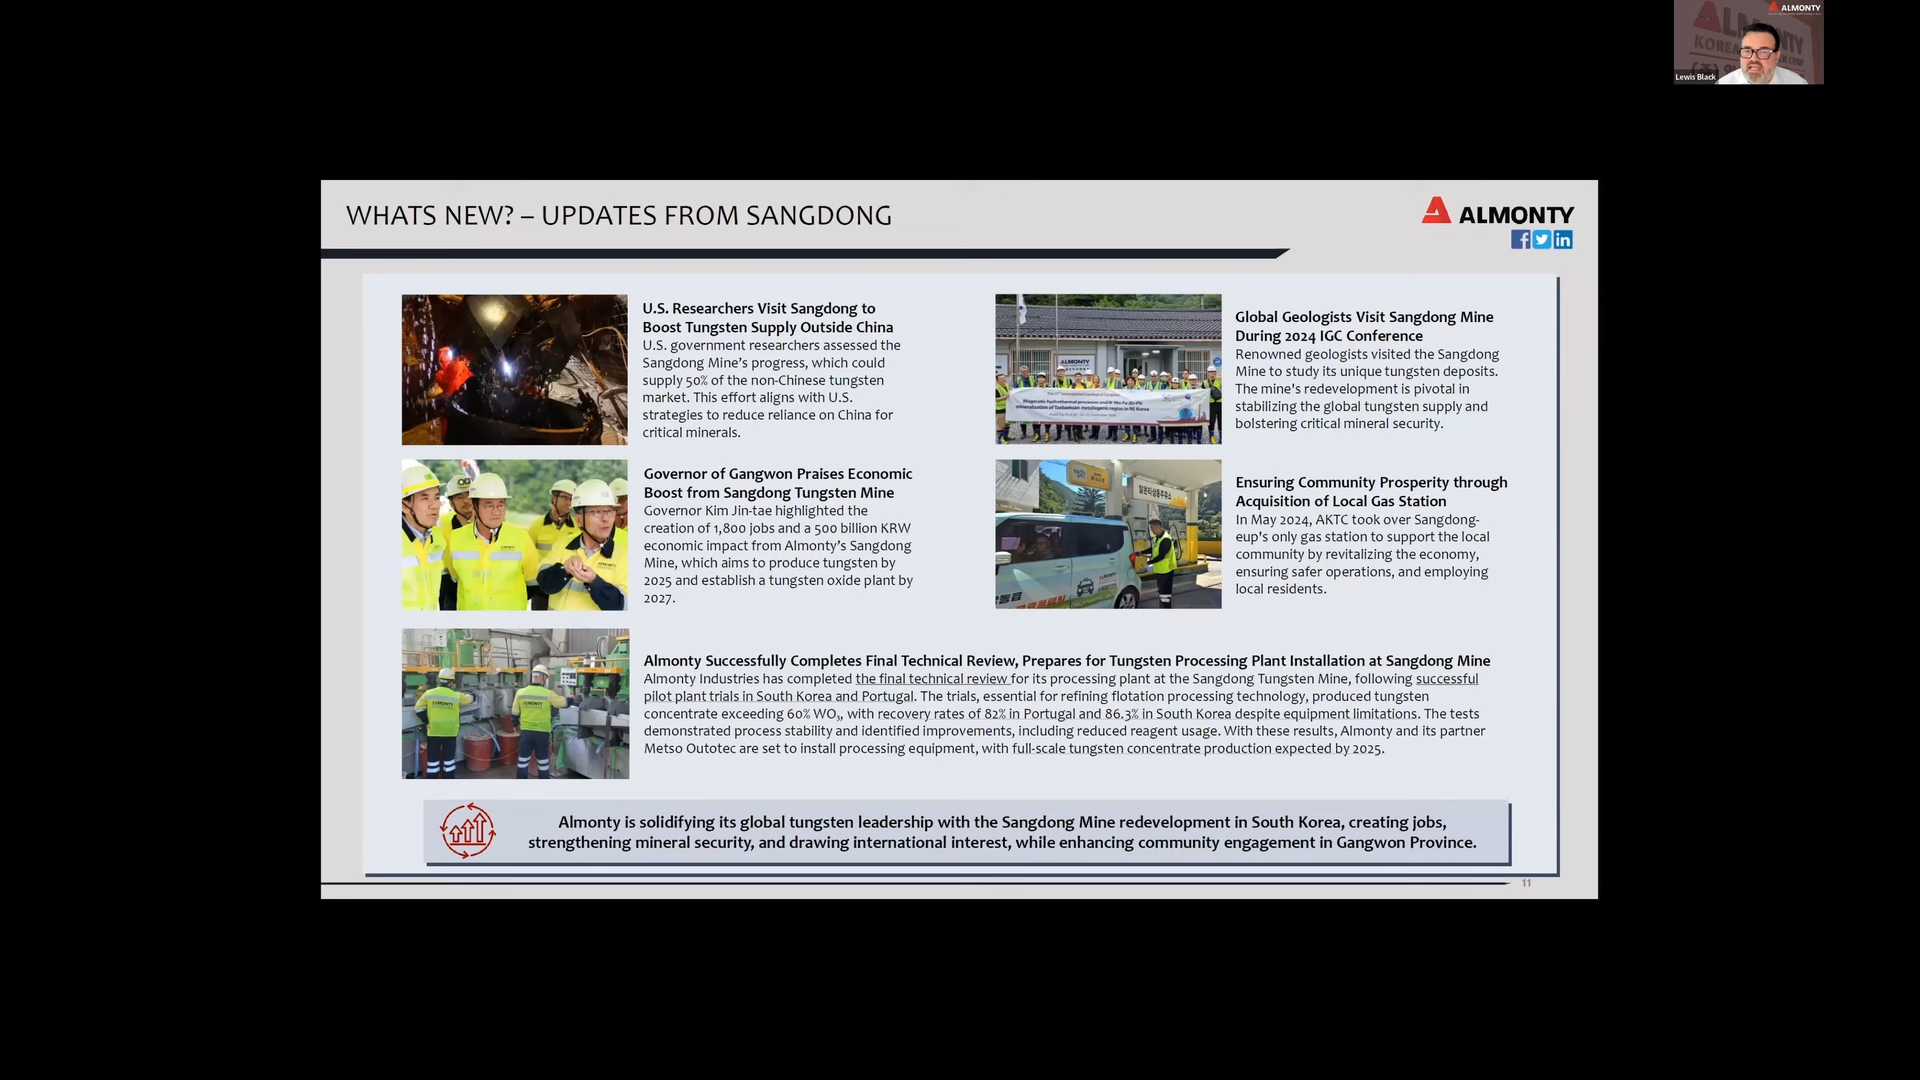 ALMONTY
Lewis Black
WHATS NEW? – UPDATES FROM SANGDONG
ALMONTY
U.S. Researchers Visit Sangdong to
Boost Tungsten Supply Outside China
U.S. government researchers assessed the
Sangdong Mine's progress, which could
supply 50% of the non-Chinese tungsten
market. This effort aligns with U.S.
strategies to reduce reliance on China for
critical minerals.
Global Geologists Visit Sangdong Mine
During 2024 IGC Conference
Renowned geologists visited the Sangdong
Mine to study its unique tungsten deposits.
The mine's redevelopment is pivotal in
stabilizing the global tungsten supply and
bolstering critical mineral security.
Governor of Gangwon Praises Economic
Boost from Sangdong Tungsten Mine
Governor Kim Jin-tae highlighted the
creation of 1,800 jobs and a 500 billion KRW
economic impact from Almonty's Sangdong
Mine, which aims to produce tungsten by
2025 and establish a tungsten oxide plant by
2027.
Ensuring Community Prosperity through
Acquisition of Local Gas Station
In May 2024, AKTC took over Sangdong-
eup's only gas station to support the local
community by revitalizing the economy,
ensuring safer operations, and employing
local residents.
Almonty Successfully Completes Final Technical Review, Prepares for Tungsten Processing Plant Installation at Sangdong Mine
Almonty Industries has completed the final technical review for its processing plant at the Sangdong Tungsten Mine, following successful
pilot plant trials in South Korea and Portugal. The trials, essential for refining flotation processing technology, produced tungsten
concentrate exceeding 60% WO₃, with recovery rates of 82% in Portugal and 86.3% in South Korea despite equipment limitations. The tests
demonstrated process stability and identified improvements, including reduced reagent usage. With these results, Almonty and its partner
Metso Outotec are set to install processing equipment, with full-scale tungsten concentrate production expected by 2025.
Almonty is solidifying its global tungsten leadership with the Sangdong Mine redevelopment in South Korea, creating jobs,
strengthening mineral security, and drawing international interest, while enhancing community engagement in Gangwon Province.
11